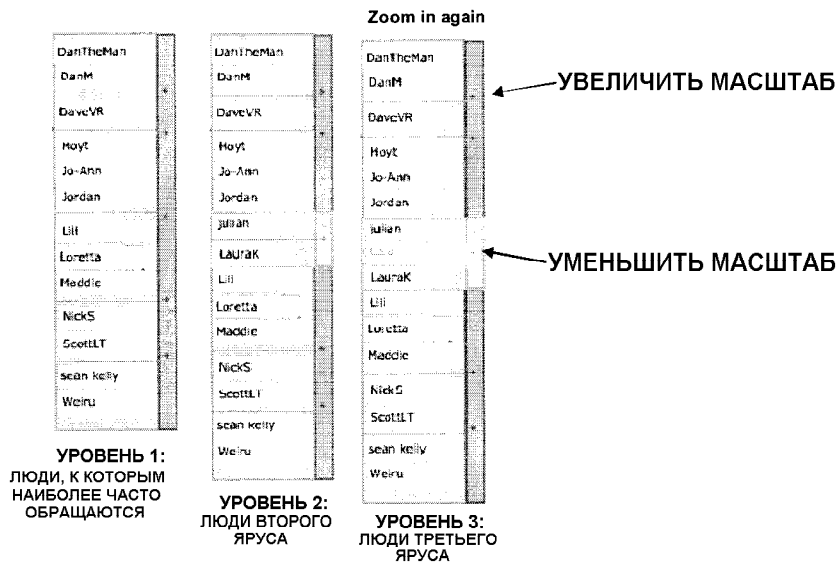 Zoom in again
DanTheMan
DanM
DaveVR
Hoyt
Jo-Ann
Jordan
Lili
Loretta
Maddie
NickS
ScottLT
sean kelly
Weiru
УРОВЕНЬ 1:
ЛЮДИ, К КОТОРЫМ
НАИБОЛЕЕ ЧАСТО
ОБРАЩАЮТСЯ
DanTheMan
DanM
DaveVR
Hoyt
Jo-Ann
Jordan
julian
LauraK
Lili
Loretta
Maddie
NickS
ScottLT
sean kelly
Weiru
УРОВЕНЬ 2:
ЛЮДИ ВТОРОГО
ЯРУСА
DanTheMan
DanM
DaveVR
Hoyt
Jo-Ann
Jordan
julian
LauraK
Lili
Loretta
Maddie
NickS
ScottLT
sean kelly
Weiru
УРОВЕНЬ 3:
ЛЮДИ ТРЕТЬЕГО
ЯРУСА
УВЕЛИЧИТЬ МАСШТАБ
УМЕНЬШИТЬ МАСШТАБ